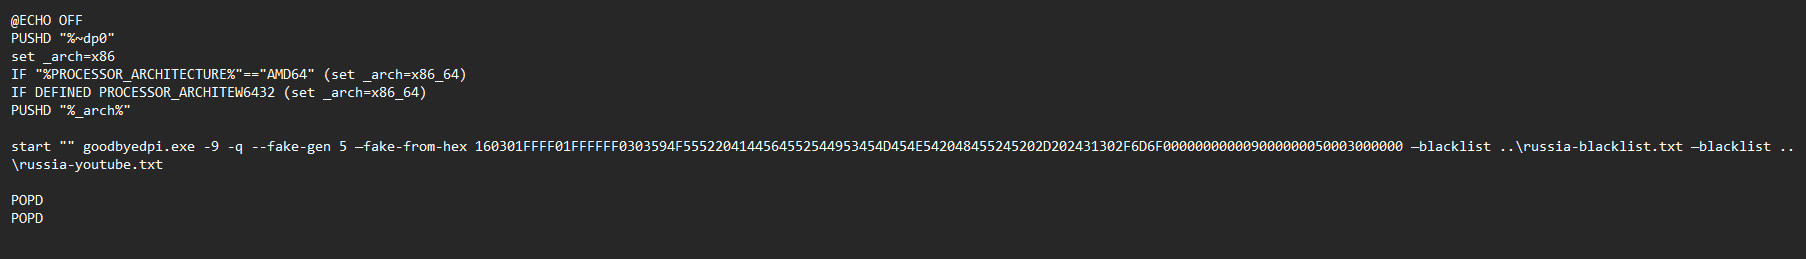 @ECHO OFF
PUSHD "%~dp0"
set _arch=x86
IF "%PROCESSOR_ARCHITECTURE%"=="AMD64" (set _arch=x86_64)
IF DEFINED PROCESSOR_ARCHITEW6432 (set _arch=x86_64)
PUSHD "%_arch%"
start "" goodbyedpi.exe -9 -q --fake-gen 5 —fake-from-hex 160301FFFF01FFFFFF0303594F5552204144564552544953454D454E542048455245202D202431302F6D6F000000000009000000050003000000 —blacklist ..\russia-blacklist.txt —blacklist ..
\russia-youtube.txt
POPD
POPD